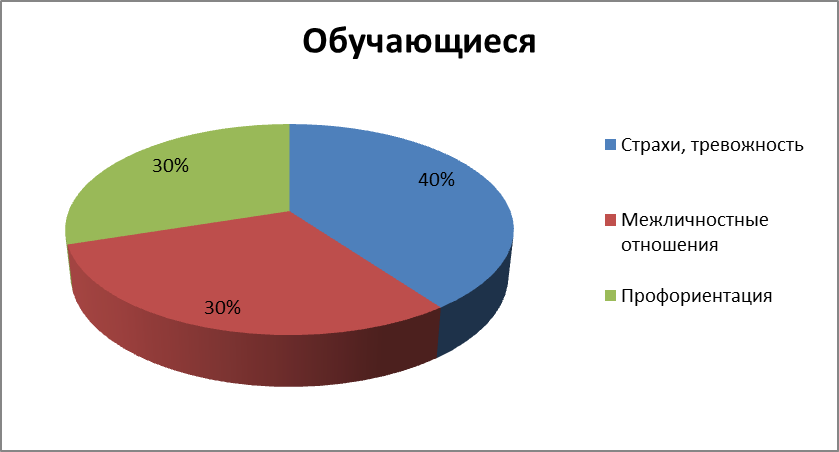 Обучающиеся
30%
40%
30%
Страхи, тревожность
Межличностные
отношения
Профориентация